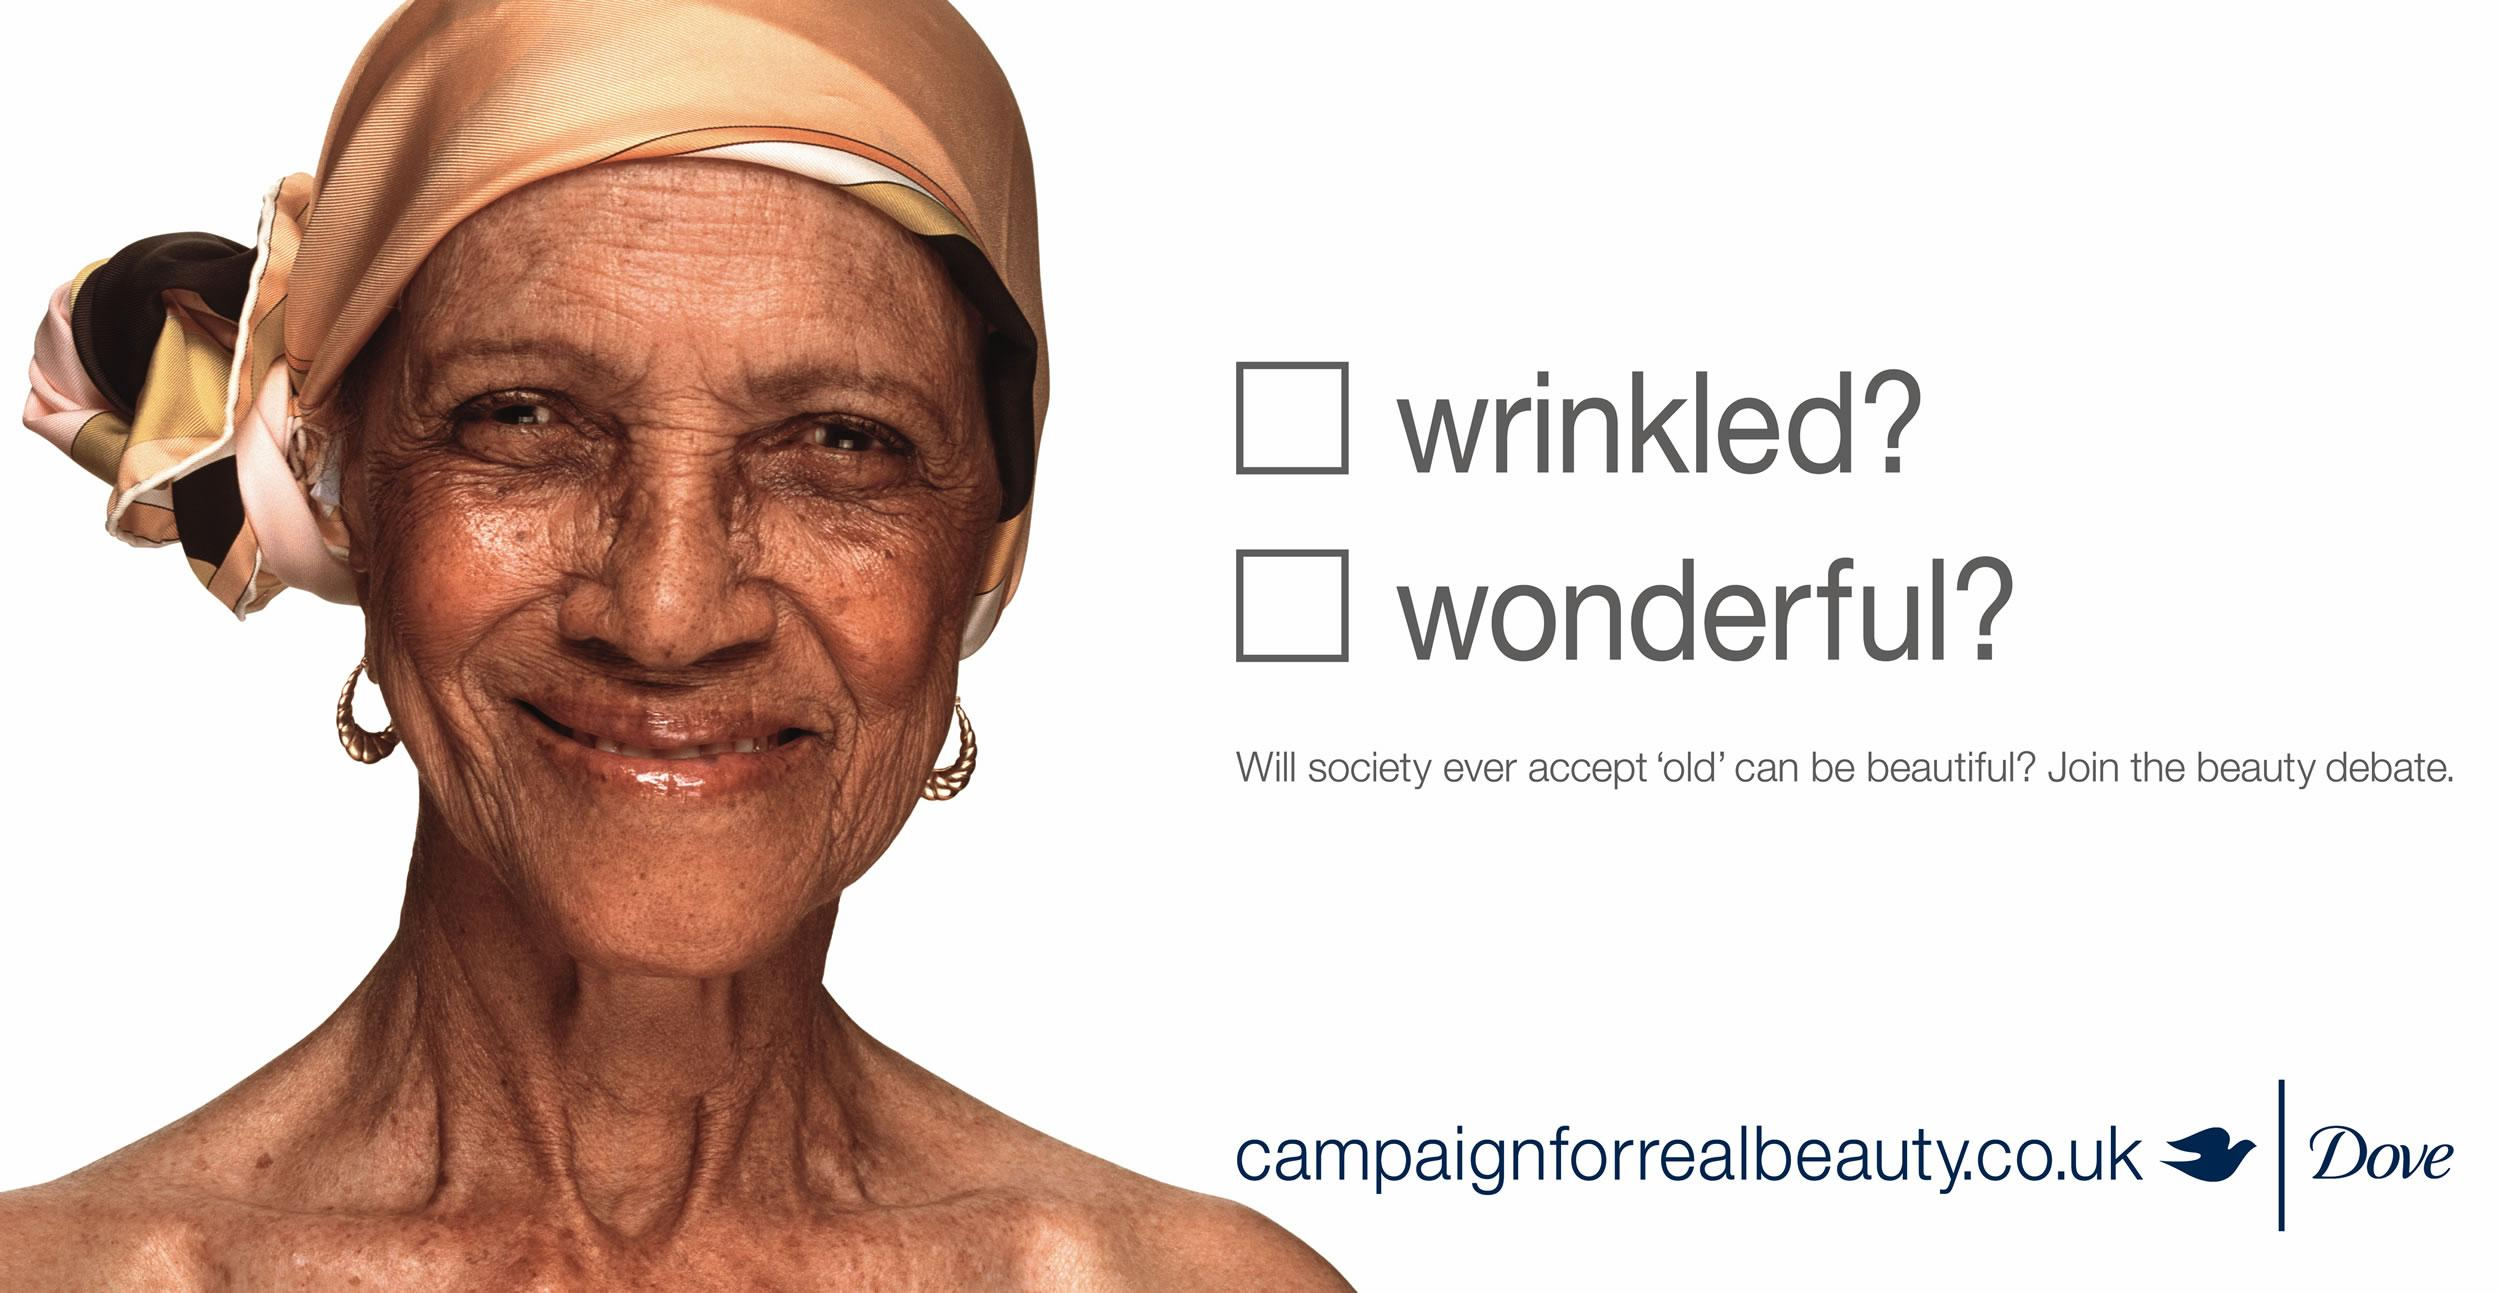 wrinkled?
wonderful?
Will society ever accept ‘old’ can be beautiful? Join the beauty debate.
campaignforrealbeauty.co.uk Dove